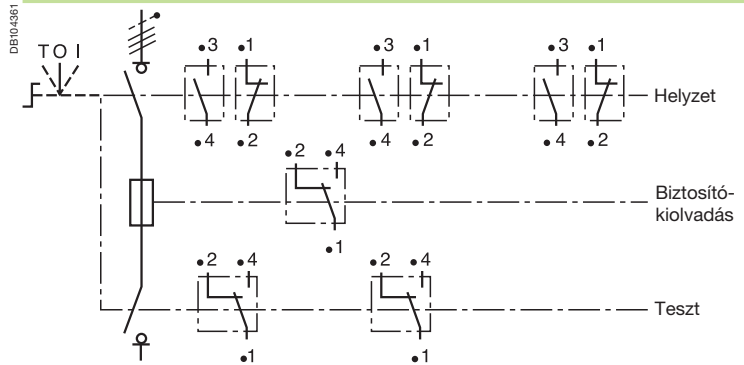 DB104361
T O I
•3 •1 •3 •1 •3 •1
Helyzet
•4 •2 •4 •2 •4 •2
•2 •4
Biztosító-
kiolvadás
•1
•2 •4 •2 •4
Teszt
•1 •1